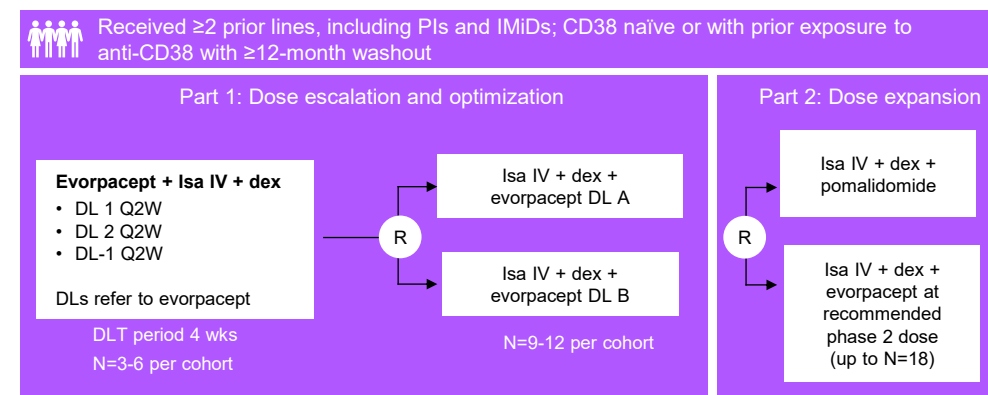 Received ≥2 prior lines, including PIs and IMiDs; CD38 naïve or with prior exposure to
anti-CD38 with ≥12-month washout
Part 1: Dose escalation and optimization
Evorpacept + Isa IV + dex
• DL 1 Q2W
• DL 2 Q2W
• DL-1 Q2W
DLs refer to evorpacept
DLT period 4 wks
N=3-6 per cohort
R
Isa IV + dex +
evorpacept DL A
Isa IV + dex +
evorpacept DL B
N=9-12 per cohort
Part 2: Dose expansion
R
Isa IV + dex +
pomalidomide
Isa IV + dex +
evorpacept at
recommended
phase 2 dose
(up to N=18)